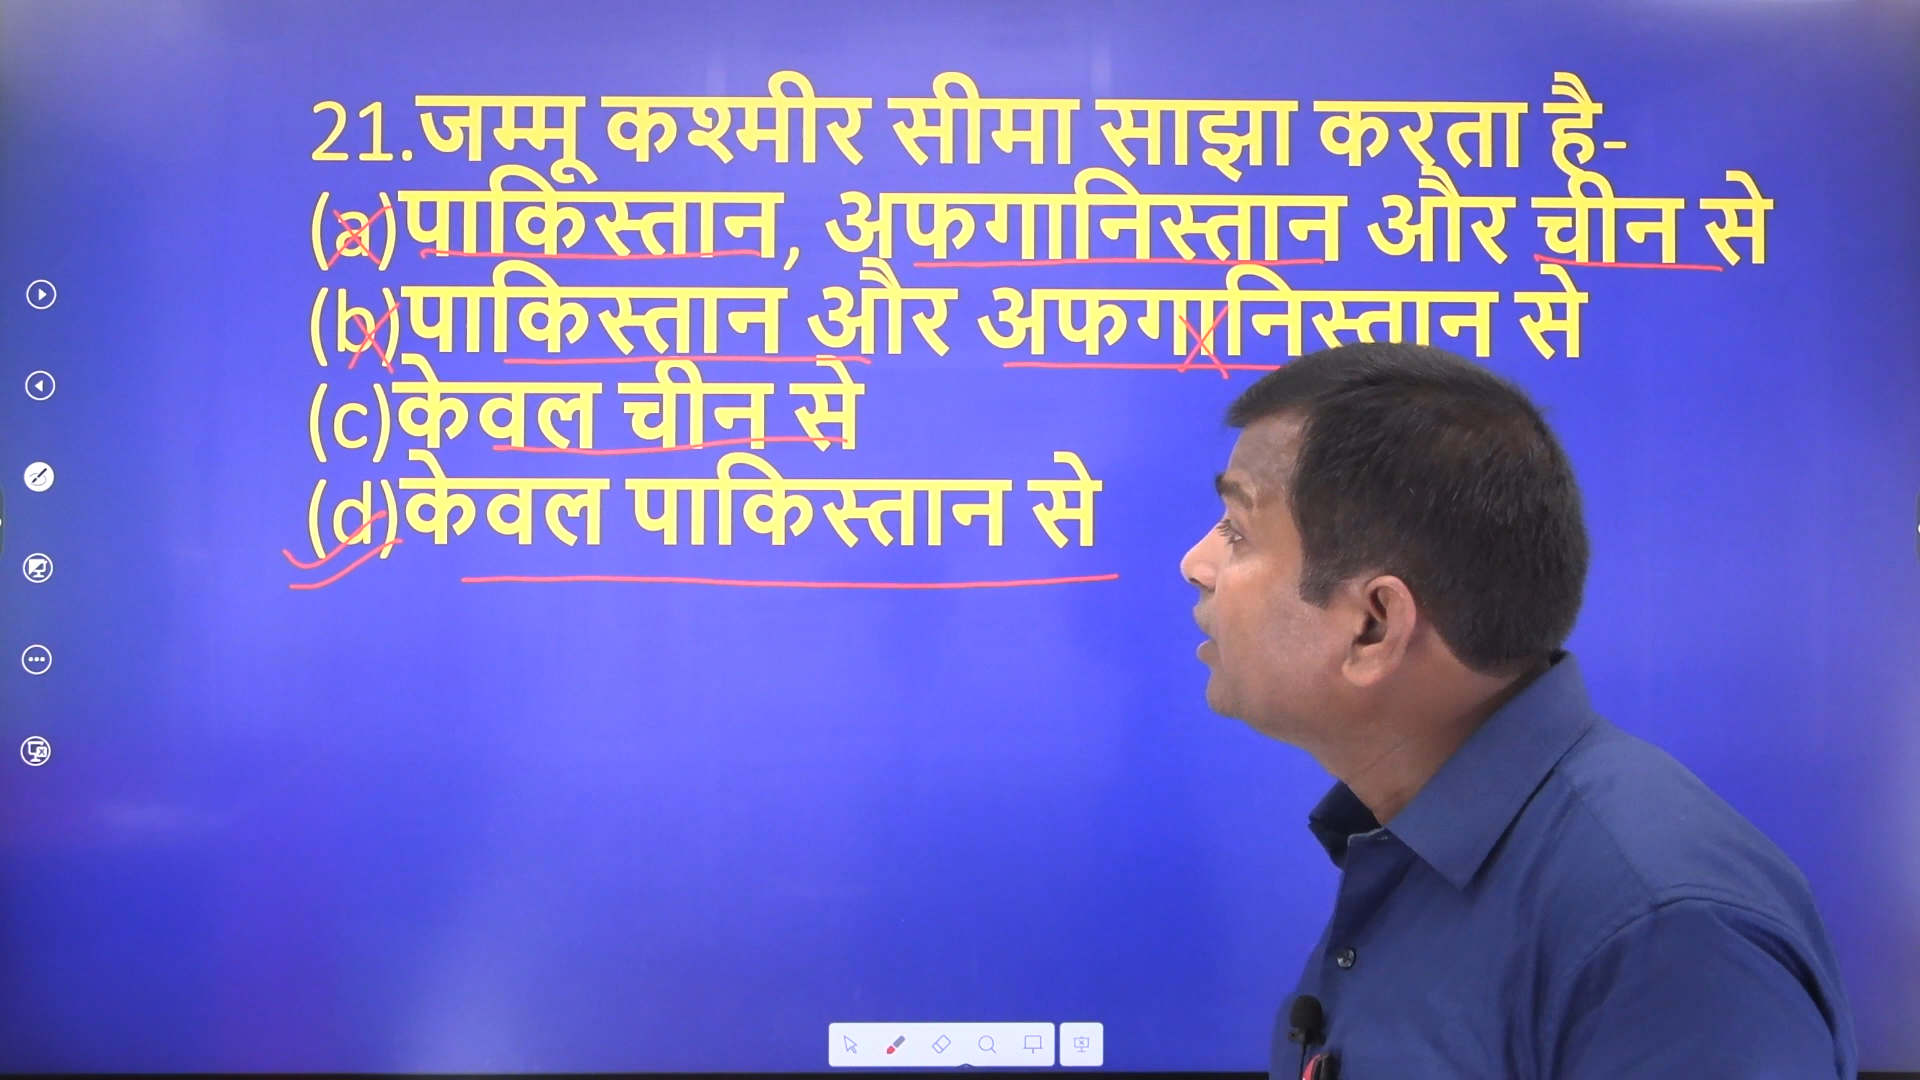 21.जम्मू कश्मीर सीमा साझा करता है-
(a)पाकिस्तान, अफगानिस्तान और चीन से
(b)पाकिस्तान और अफगानिस्तान से
(c)केवल चीन से
(d)केवल पाकिस्तान से